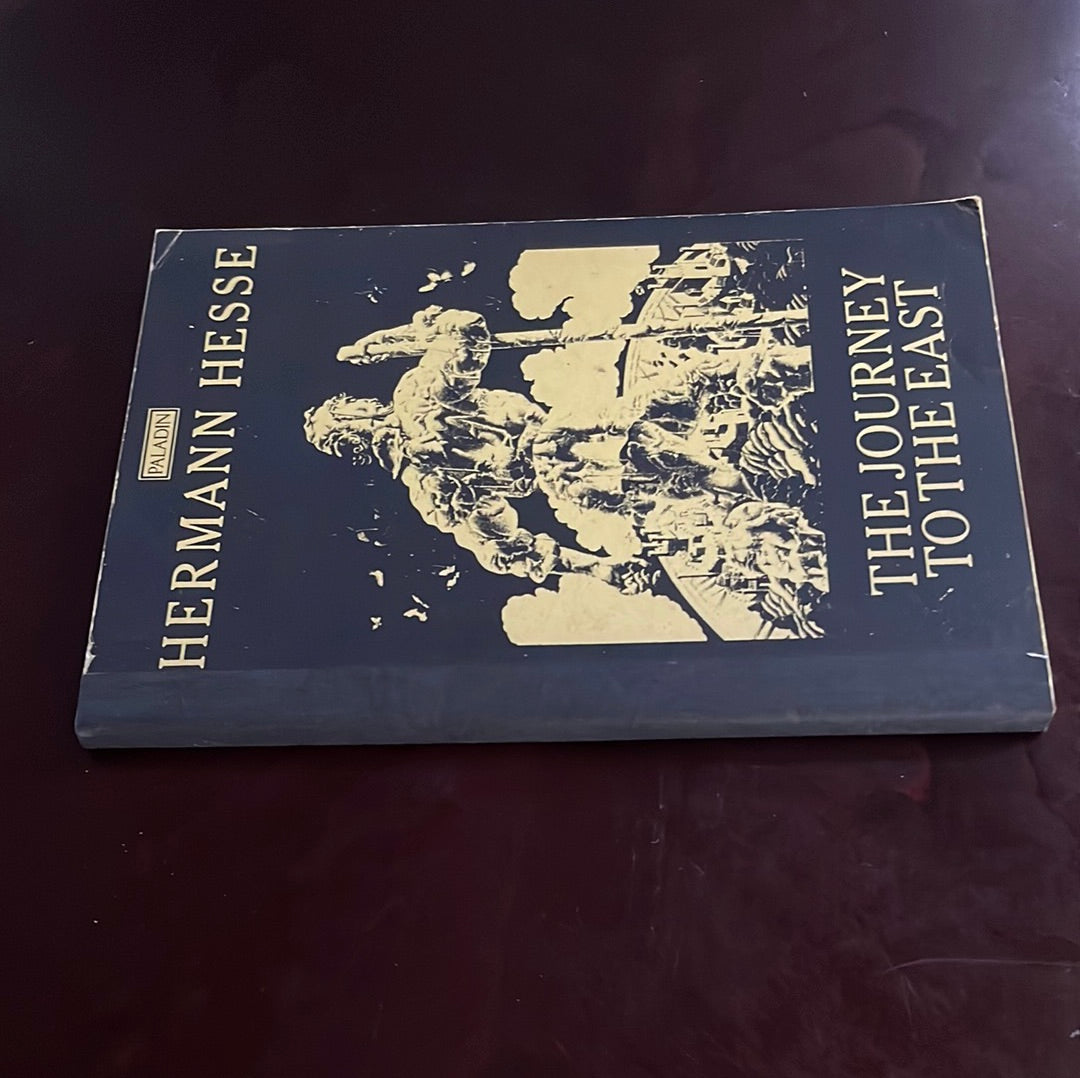 PALADIN
HERMANN HESSE
THE JOURNEY
TO THE EAST